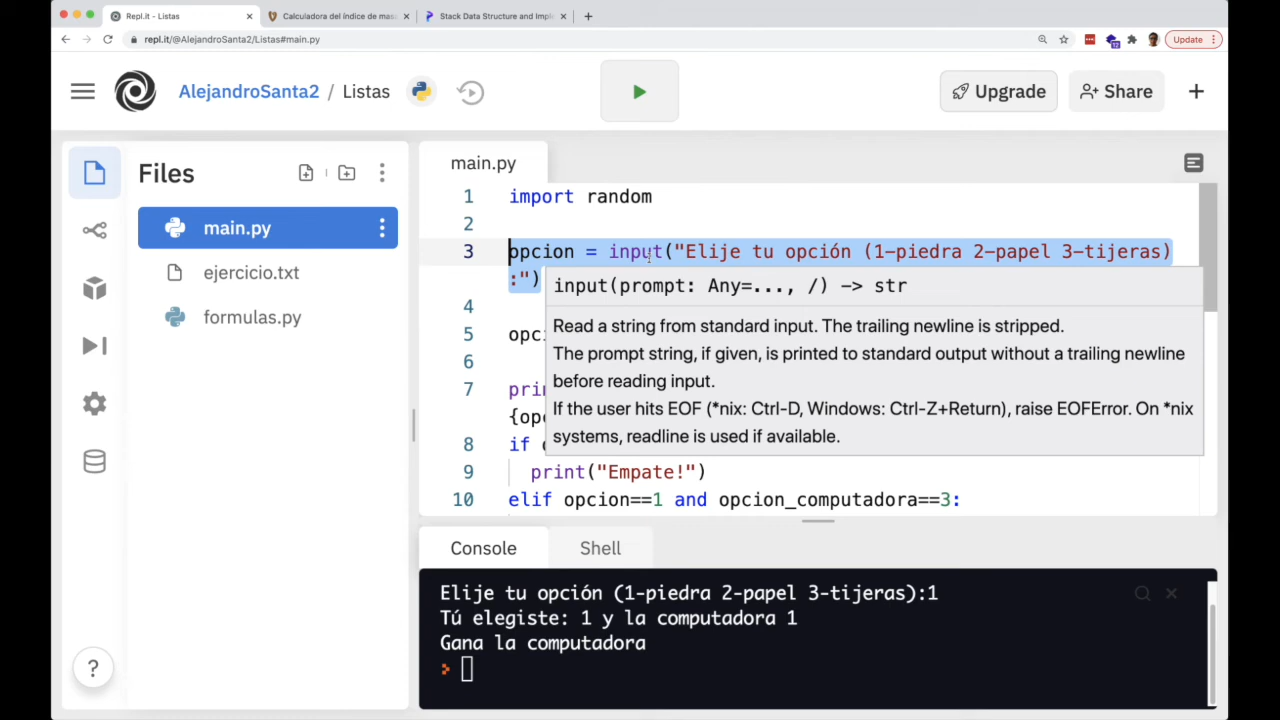 Repl.it - Listas
Calculadora del índice de mas
Stack Data Structure and Imple
repl.it/@AlejandroSanta2/Listas#main.py
12
Update
AlejandroSanta2 / Listas
Upgrade
Share
Files
main.py
ejercicio.txt
formulas.py
main.py
1 import random
2
3 opcion = input("Elije tu opción (1-piedra 2-papel 3-tijeras)
:")
input(prompt: Any=..., /) -> str
Read a string from standard input. The trailing newline is stripped.
The prompt string, if given, is printed to standard output without a trailing newline
before reading input.
If the user hits EOF (*nix: Ctrl-D, Windows: Ctrl-Z+Return), raise EOFError. On *nix
systems, readline is used if available.
4
5 opc
6
7 prin
{opc
8 if
9 print("Empate!")
10 elif opcion==1 and opcion_computadora==3:
Console
Shell
Elije tu opción (1-piedra 2-papel 3-tijeras):1
Tú elegiste: 1 y la computadora 1
Gana la computadora
?